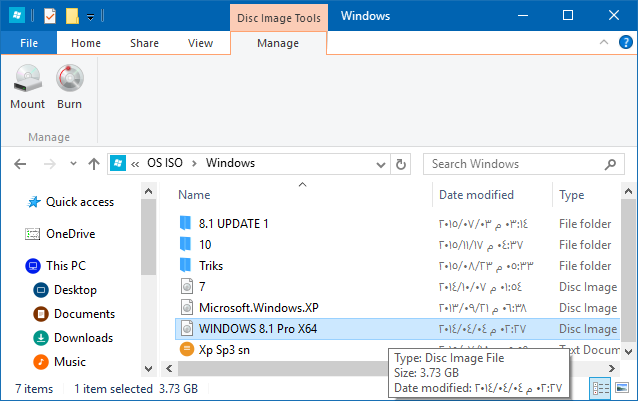 Disc Image Tools Windows
File Home Share View Manage
Mount Burn
Manage
OS ISO Windows Search Windows
Name Date modified Type
Quick access
OneDrive
This PC
Desktop
Documents
Downloads
Music
8.1 UPDATE 1 ٢٠١٥/٠٧/٠٣ ٠٣:١٤ م File folder
10 ٢٠١٥/١١/١٧ ٠٤:٣٧ م File folder
Triks ٢٠١٥/٠٨/٢٣ ٠٥:٣٣ م File folder
7 ٢٠١٤/١٠/٠٧ ٠١:٥٤ م Disc Image
Microsoft.Windows.XP ٢٠١٣/٠٩/٢١ ٠٦:٣٨ م Disc Image
WINDOWS 8.1 Pro X64 ٢٠١٤/٠٤/٠٤ ٠٢:٢٧ م Disc Image
Xp Sp3 sn Text Docum
Type: Disc Image File
Size: 3.73 GB
Date modified: ٢٠١٤/٠٤/٠٤ ٠٢:٢٧ م
7 items 1 item selected 3.73 GB